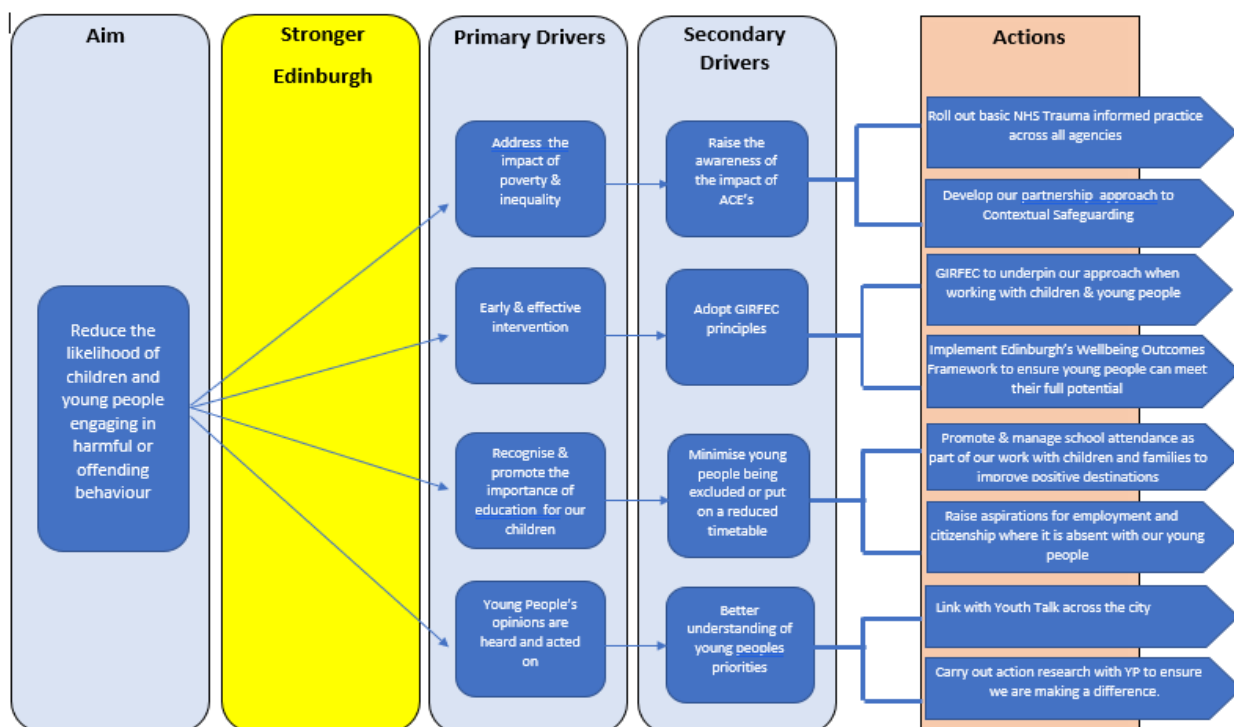 Aim
Stronger
Edinburgh
Primary Drivers
Secondary
Drivers
Actions
Reduce the
likelihood of
children and
young people
engaging in
harmful or
offending
behaviour
Address the
impact of
poverty &
inequality
Raise the
awareness of
the impact of
ACE's
Roll out basic NHS Trauma informed practice
across all agencies
Develop our partnership approach to
Contextual Safeguarding
Early & effective
intervention
Adopt GIRFEC
principles
GIRFEC to underpin our approach when
working with children & young people
Implement Edinburgh's Wellbeing Outcomes
Framework to ensure young people can meet
their full potential
Recognise &
promote the
importance of
education for our
children
Minimise young
people being
excluded or put
on a reduced
timetable
Promote & manage school attendance as
part of our work with children and families to
improve positive destinations
Raise aspirations for employment and
citizenship where it is absent with our young
people
Young People's
opinions are
heard and acted
on
Better
understanding of
young peoples
priorities
Link with Youth Talk across the city
Carry out action research with YP to ensure
we are making a difference.